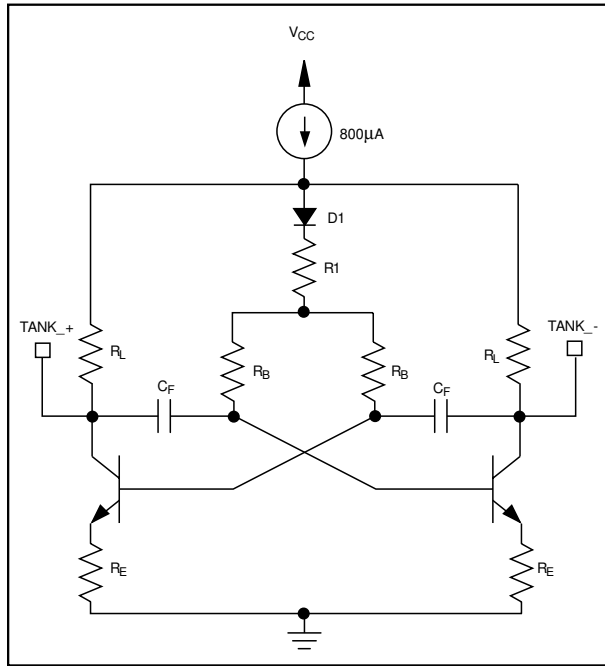 VCC
800µA
D1
R1
TANK_+
TANK_-
RL
RB
RB
RL
CF
CF
RE
RE